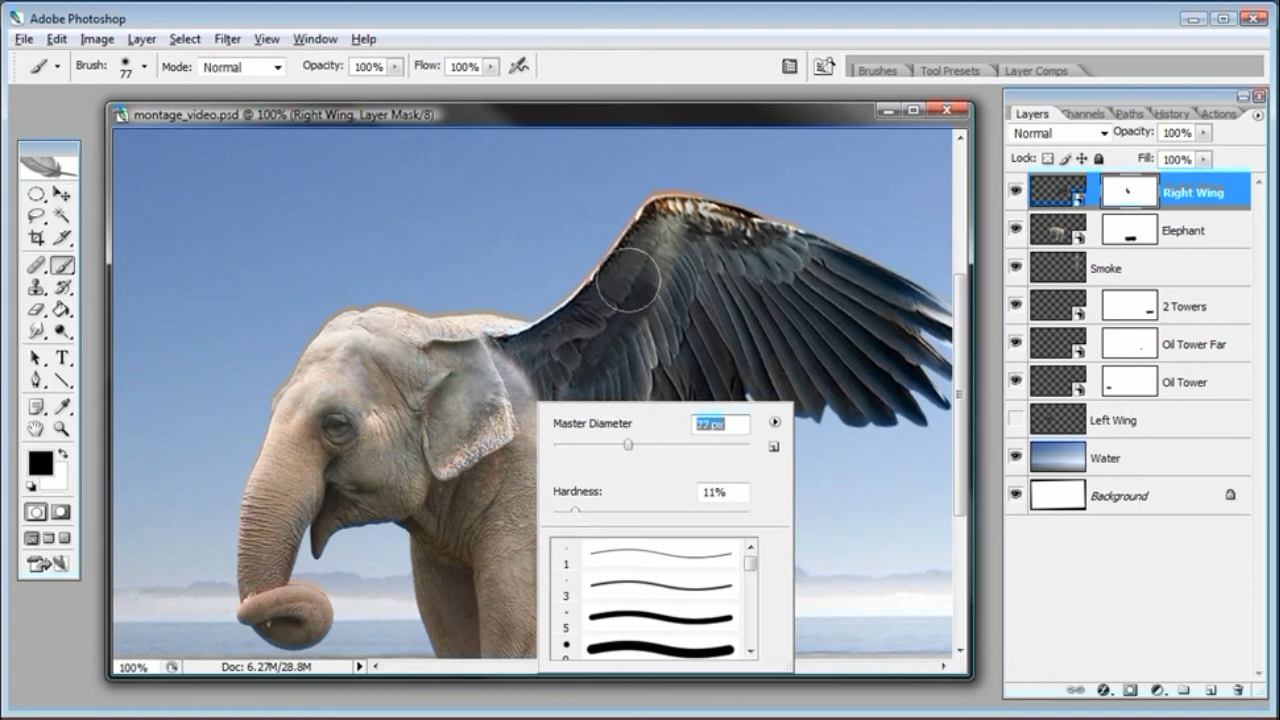 Adobe Photoshop
File Edit Image Layer Select Filter View Window Help
Brush: 77 Mode: Normal Opacity: 100% Flow: 100% Brushes Tool Presets Layer Comps
montage_video.psd @ 100% (Right Wing, Layer Mask/8)
Layers Channels Paths History Actions
Normal Opacity: 100%
Lock: Fill: 100%
Right Wing
Elephant
Smoke
2 Towers
Oil Tower Far
Oil Tower
Left Wing
Water
Background
T
Master Diameter 77 px
Hardness: 11%
1
3
5
100% Doc: 6.27M/28.8M